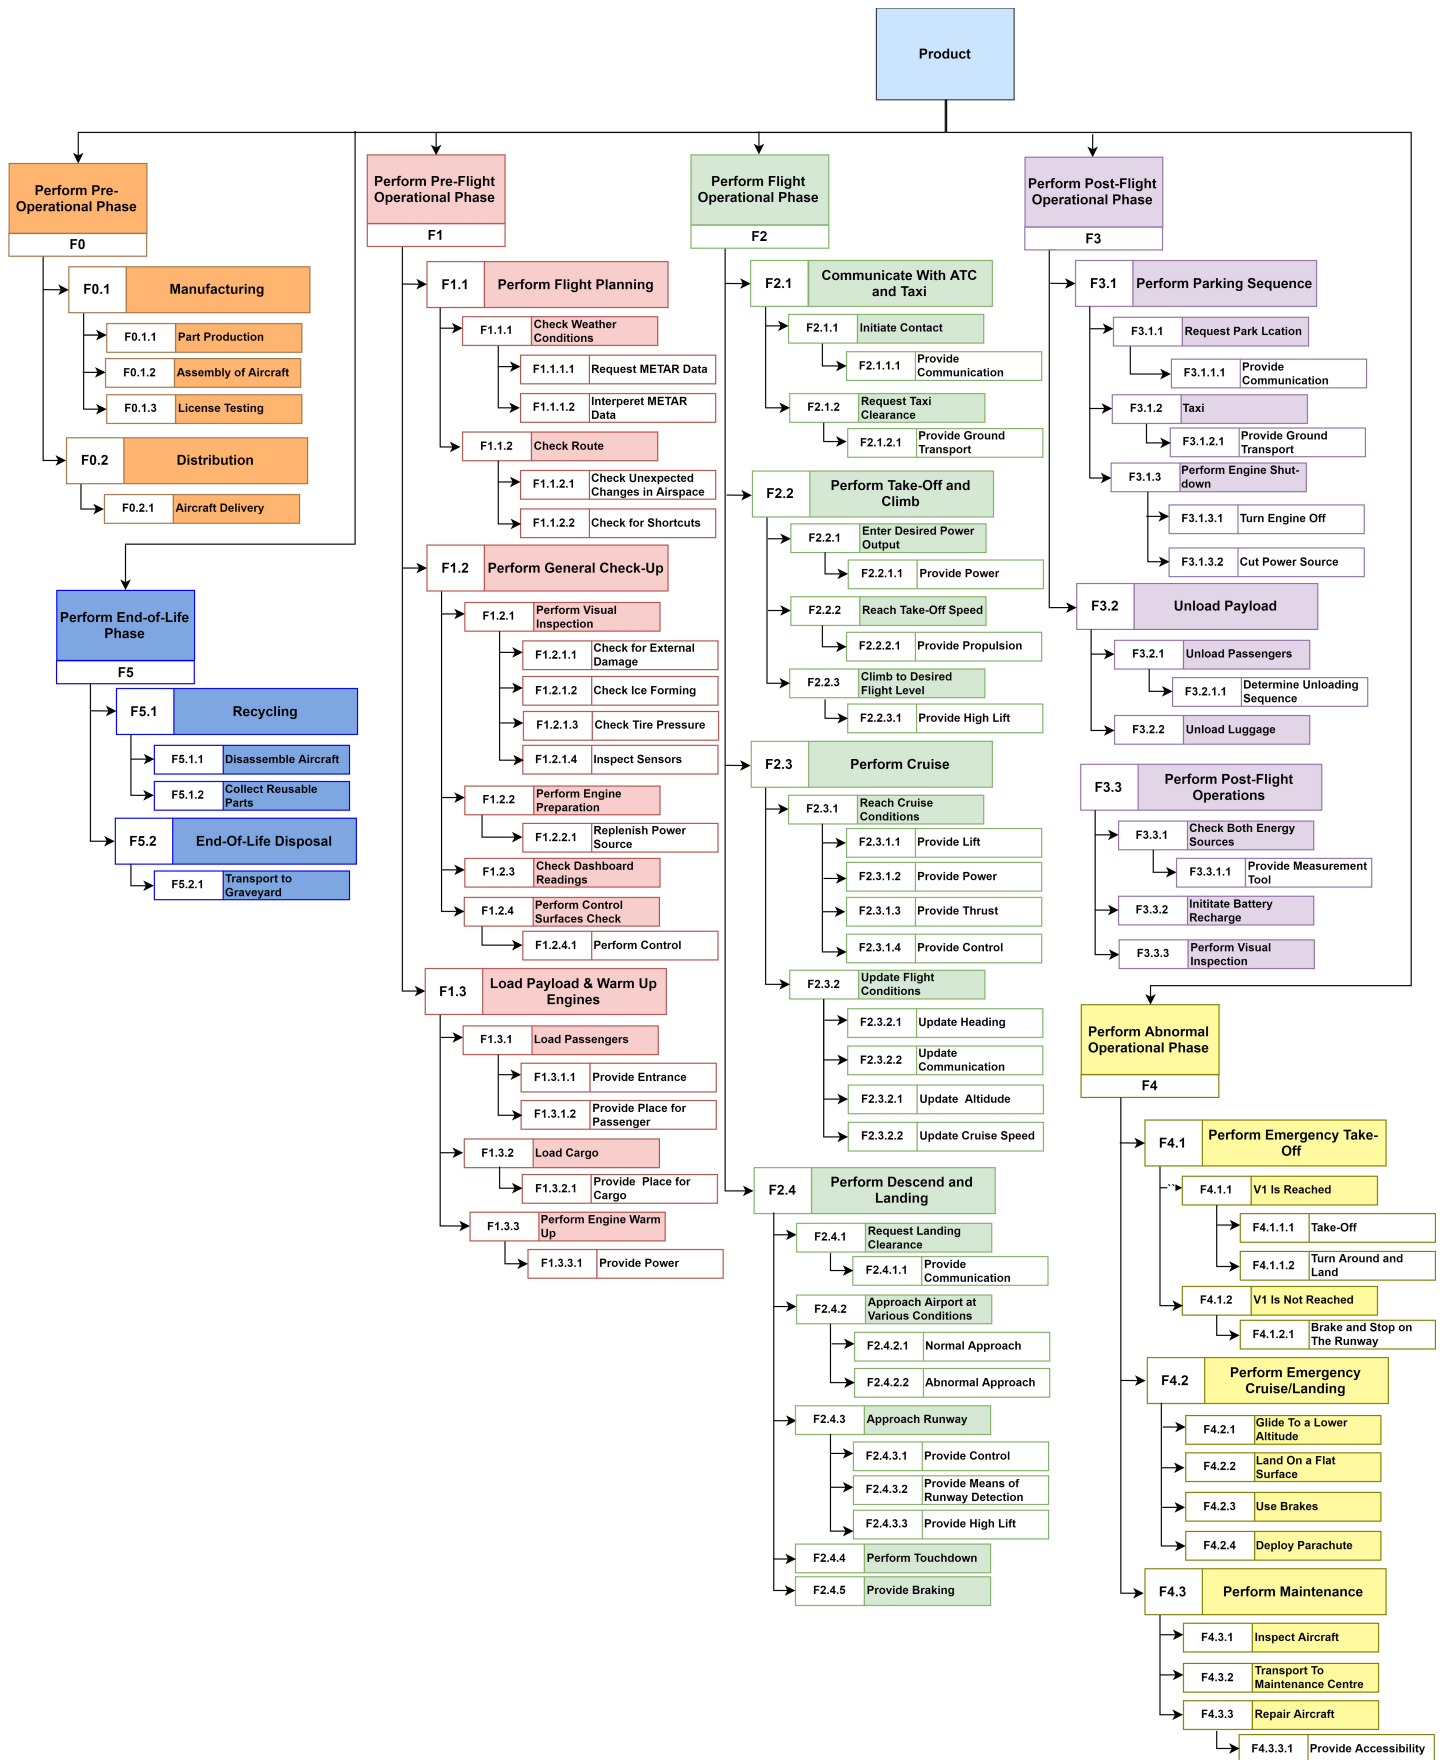 Product
Perform Pre-
Operational Phase
F0
F0.1
Manufacturing
F0.1.1
Part Production
F0.1.2
Assembly of Aircraft
F0.1.3
License Testing
F0.2
Distribution
F0.2.1
Aircraft Delivery
Perform End-of-Life
Phase
F5
F5.1
Recycling
F5.1.1
Disassemble Aircraft
F5.1.2
Collect Reusable
Parts
F5.2
End-Of-Life Disposal
F5.2.1
Transport to
Graveyard
Perform Pre-Flight
Operational Phase
F1
F1.1
Perform Flight Planning
F1.1.1
Check Weather
Conditions
F1.1.1.1
Request METAR Data
F1.1.1.2
Interperet METAR
Data
F1.1.2
Check Route
F1.1.2.1
Check Unexpected
Changes in Airspace
F1.1.2.2
Check for Shortcuts
F1.2
Perform General Check-Up
F1.2.1
Perform Visual
Inspection
F1.2.1.1
Check for External
Damage
F1.2.1.2
Check Ice Forming
F1.2.1.3
Check Tire Pressure
F1.2.1.4
Inspect Sensors
F1.2.2
Perform Engine
Preparation
F1.2.2.1
Replenish Power
Source
F1.2.3
Check Dashboard
Readings
F1.2.4
Perform Control
Surfaces Check
F1.2.4.1
Perform Control
F1.3
Load Payload & Warm Up
Engines
F1.3.1
Load Passengers
F1.3.1.1
Provide Entrance
F1.3.1.2
Provide Place for
Passenger
F1.3.2
Load Cargo
F1.3.2.1
Provide Place for
Cargo
F1.3.3
Perform Engine Warm
Up
F1.3.3.1
Provide Power
Perform Flight
Operational Phase
F2
F2.1
Communicate With ATC
and Taxi
F2.1.1
Initiate Contact
F2.1.1.1
Provide
Communication
F2.1.2
Request Taxi
Clearance
F2.1.2.1
Provide Ground
Transport
F2.2
Perform Take-Off and
Climb
F2.2.1
Enter Desired Power
Output
F2.2.1.1
Provide Power
F2.2.2
Reach Take-Off Speed
F2.2.2.1
Provide Propulsion
F2.2.3
Climb to Desired
Flight Level
F2.2.3.1
Provide High Lift
F2.3
Perform Cruise
F2.3.1
Reach Cruise
Conditions
F2.3.1.1
Provide Lift
F2.3.1.2
Provide Power
F2.3.1.3
Provide Thrust
F2.3.1.4
Provide Control
F2.3.2
Update Flight
Conditions
F2.3.2.1
Update Heading
F2.3.2.2
Update
Communication
F2.3.2.1
Update Altidude
F2.3.2.2
Update Cruise Speed
F2.4
Perform Descend and
Landing
F2.4.1
Request Landing
Clearance
F2.4.1.1
Provide
Communication
F2.4.2
Approach Airport at
Various Conditions
F2.4.2.1
Normal Approach
F2.4.2.2
Abnormal Approach
F2.4.3
Approach Runway
F2.4.3.1
Provide Control
F2.4.3.2
Provide Means of
Runway Detection
F2.4.3.3
Provide High Lift
F2.4.4
Perform Touchdown
F2.4.5
Provide Braking
Perform Post-Flight
Operational Phase
F3
F3.1
Perform Parking Sequence
F3.1.1
Request Park Lcation
F3.1.1.1
Provide
Communication
F3.1.2
Taxi
F3.1.2.1
Provide Ground
Transport
F3.1.3
Perform Engine Shut-
down
F3.1.3.1
Turn Engine Off
F3.1.3.2
Cut Power Source
F3.2
Unload Payload
F3.2.1
Unload Passengers
F3.2.1.1
Determine Unloading
Sequence
F3.2.2
Unload Luggage
F3.3
Perform Post-Flight
Operations
F3.3.1
Check Both Energy
Sources
F3.3.1.1
Provide Measurement
Tool
F3.3.2
Inititate Battery
Recharge
F3.3.3
Perform Visual
Inspection
Perform Abnormal
Operational Phase
F4
F4.1
Perform Emergency Take-
Off
F4.1.1
V1 Is Reached
F4.1.1.1
Take-Off
F4.1.1.2
Turn Around and
Land
F4.1.2
V1 Is Not Reached
F4.1.2.1
Brake and Stop on
The Runway
F4.2
Perform Emergency
Cruise/Landing
F4.2.1
Glide To a Lower
Altitude
F4.2.2
Land On a Flat
Surface
F4.2.3
Use Brakes
F4.2.4
Deploy Parachute
F4.3
Perform Maintenance
F4.3.1
Inspect Aircraft
F4.3.2
Transport To
Maintenance Centre
F4.3.3
Repair Aircraft
F4.3.3.1
Provide Accessibility